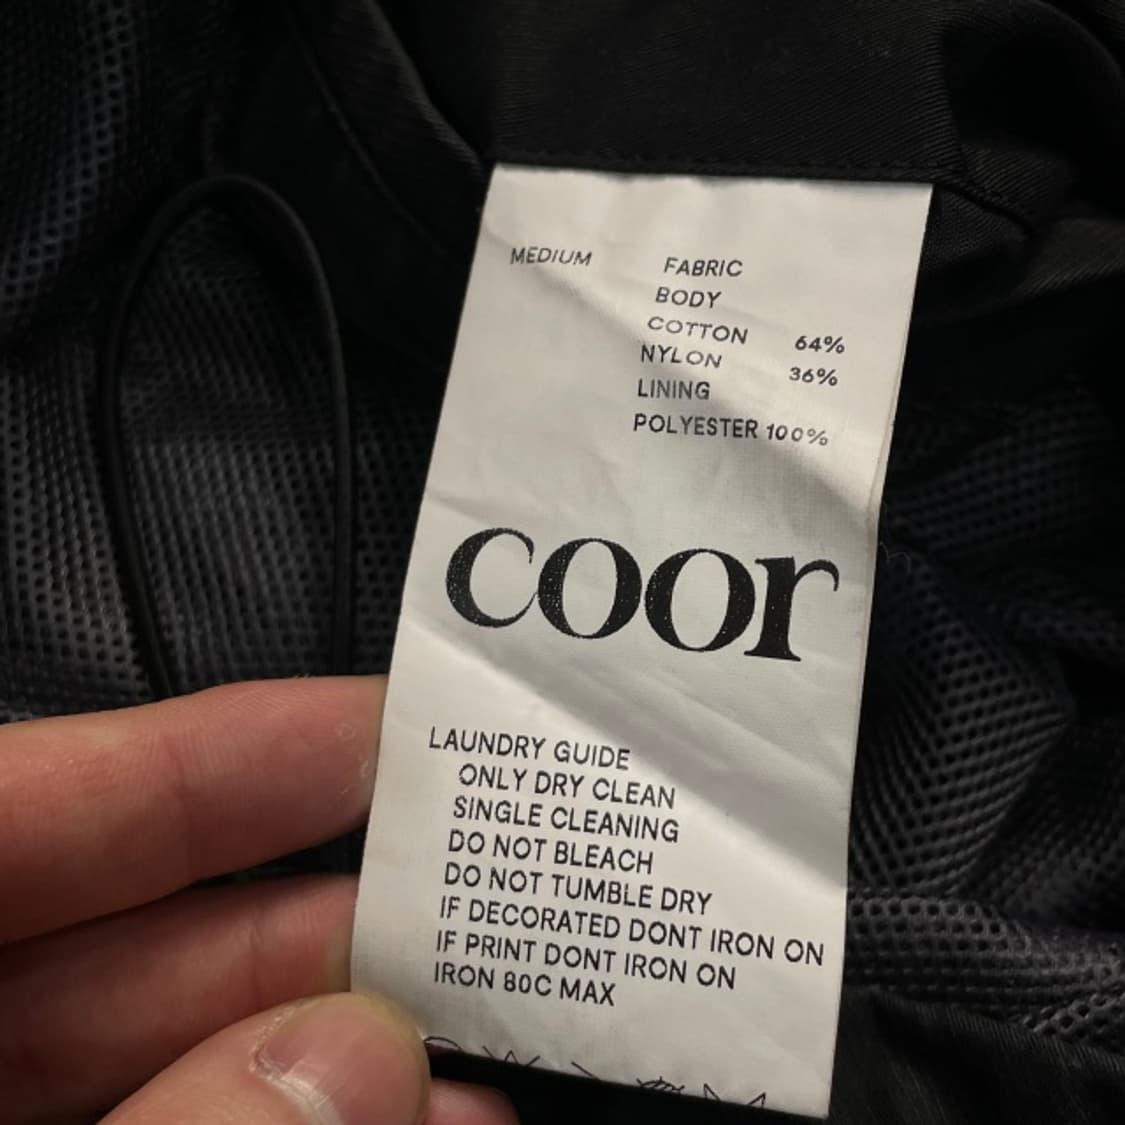 MEDIUM
FABRIC
BODY
COTTON 64%
NYLON 36%
LINING
POLYESTER 100%
coor
LAUNDRY GUIDE
ONLY DRY CLEAN
SINGLE CLEANING
DO NOT BLEACH
DO NOT TUMBLE DRY
IF DECORATED DONT IRON ON
IF PRINT DONT IRON ON
IRON 80C MAX